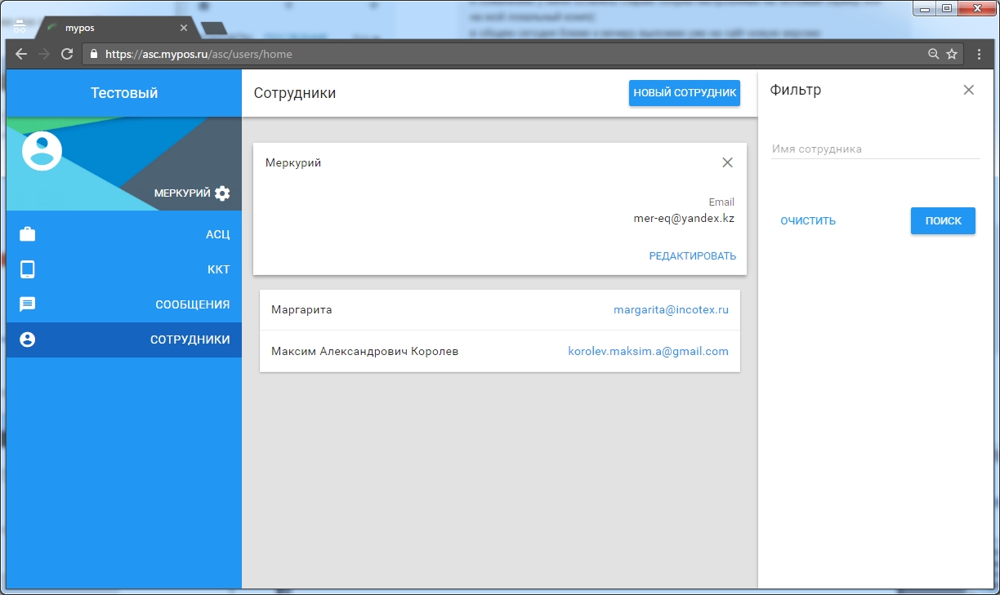 mypos
https://asc.mypos.ru/asc/users/home
Тестовый
МЕРКУРИЙ
АСЦ
ККТ
СООБЩЕНИЯ
СОТРУДНИКИ
Сотрудники
НОВЫЙ СОТРУДНИК
Меркурий
Email
mer-eq@yandex.kz
РЕДАКТИРОВАТЬ
Маргарита
margarita@incotex.ru
Максим Александрович Королев
korolev.maksim.a@gmail.com
Фильтр
Имя сотрудника
ОЧИСТИТЬ
ПОИСК